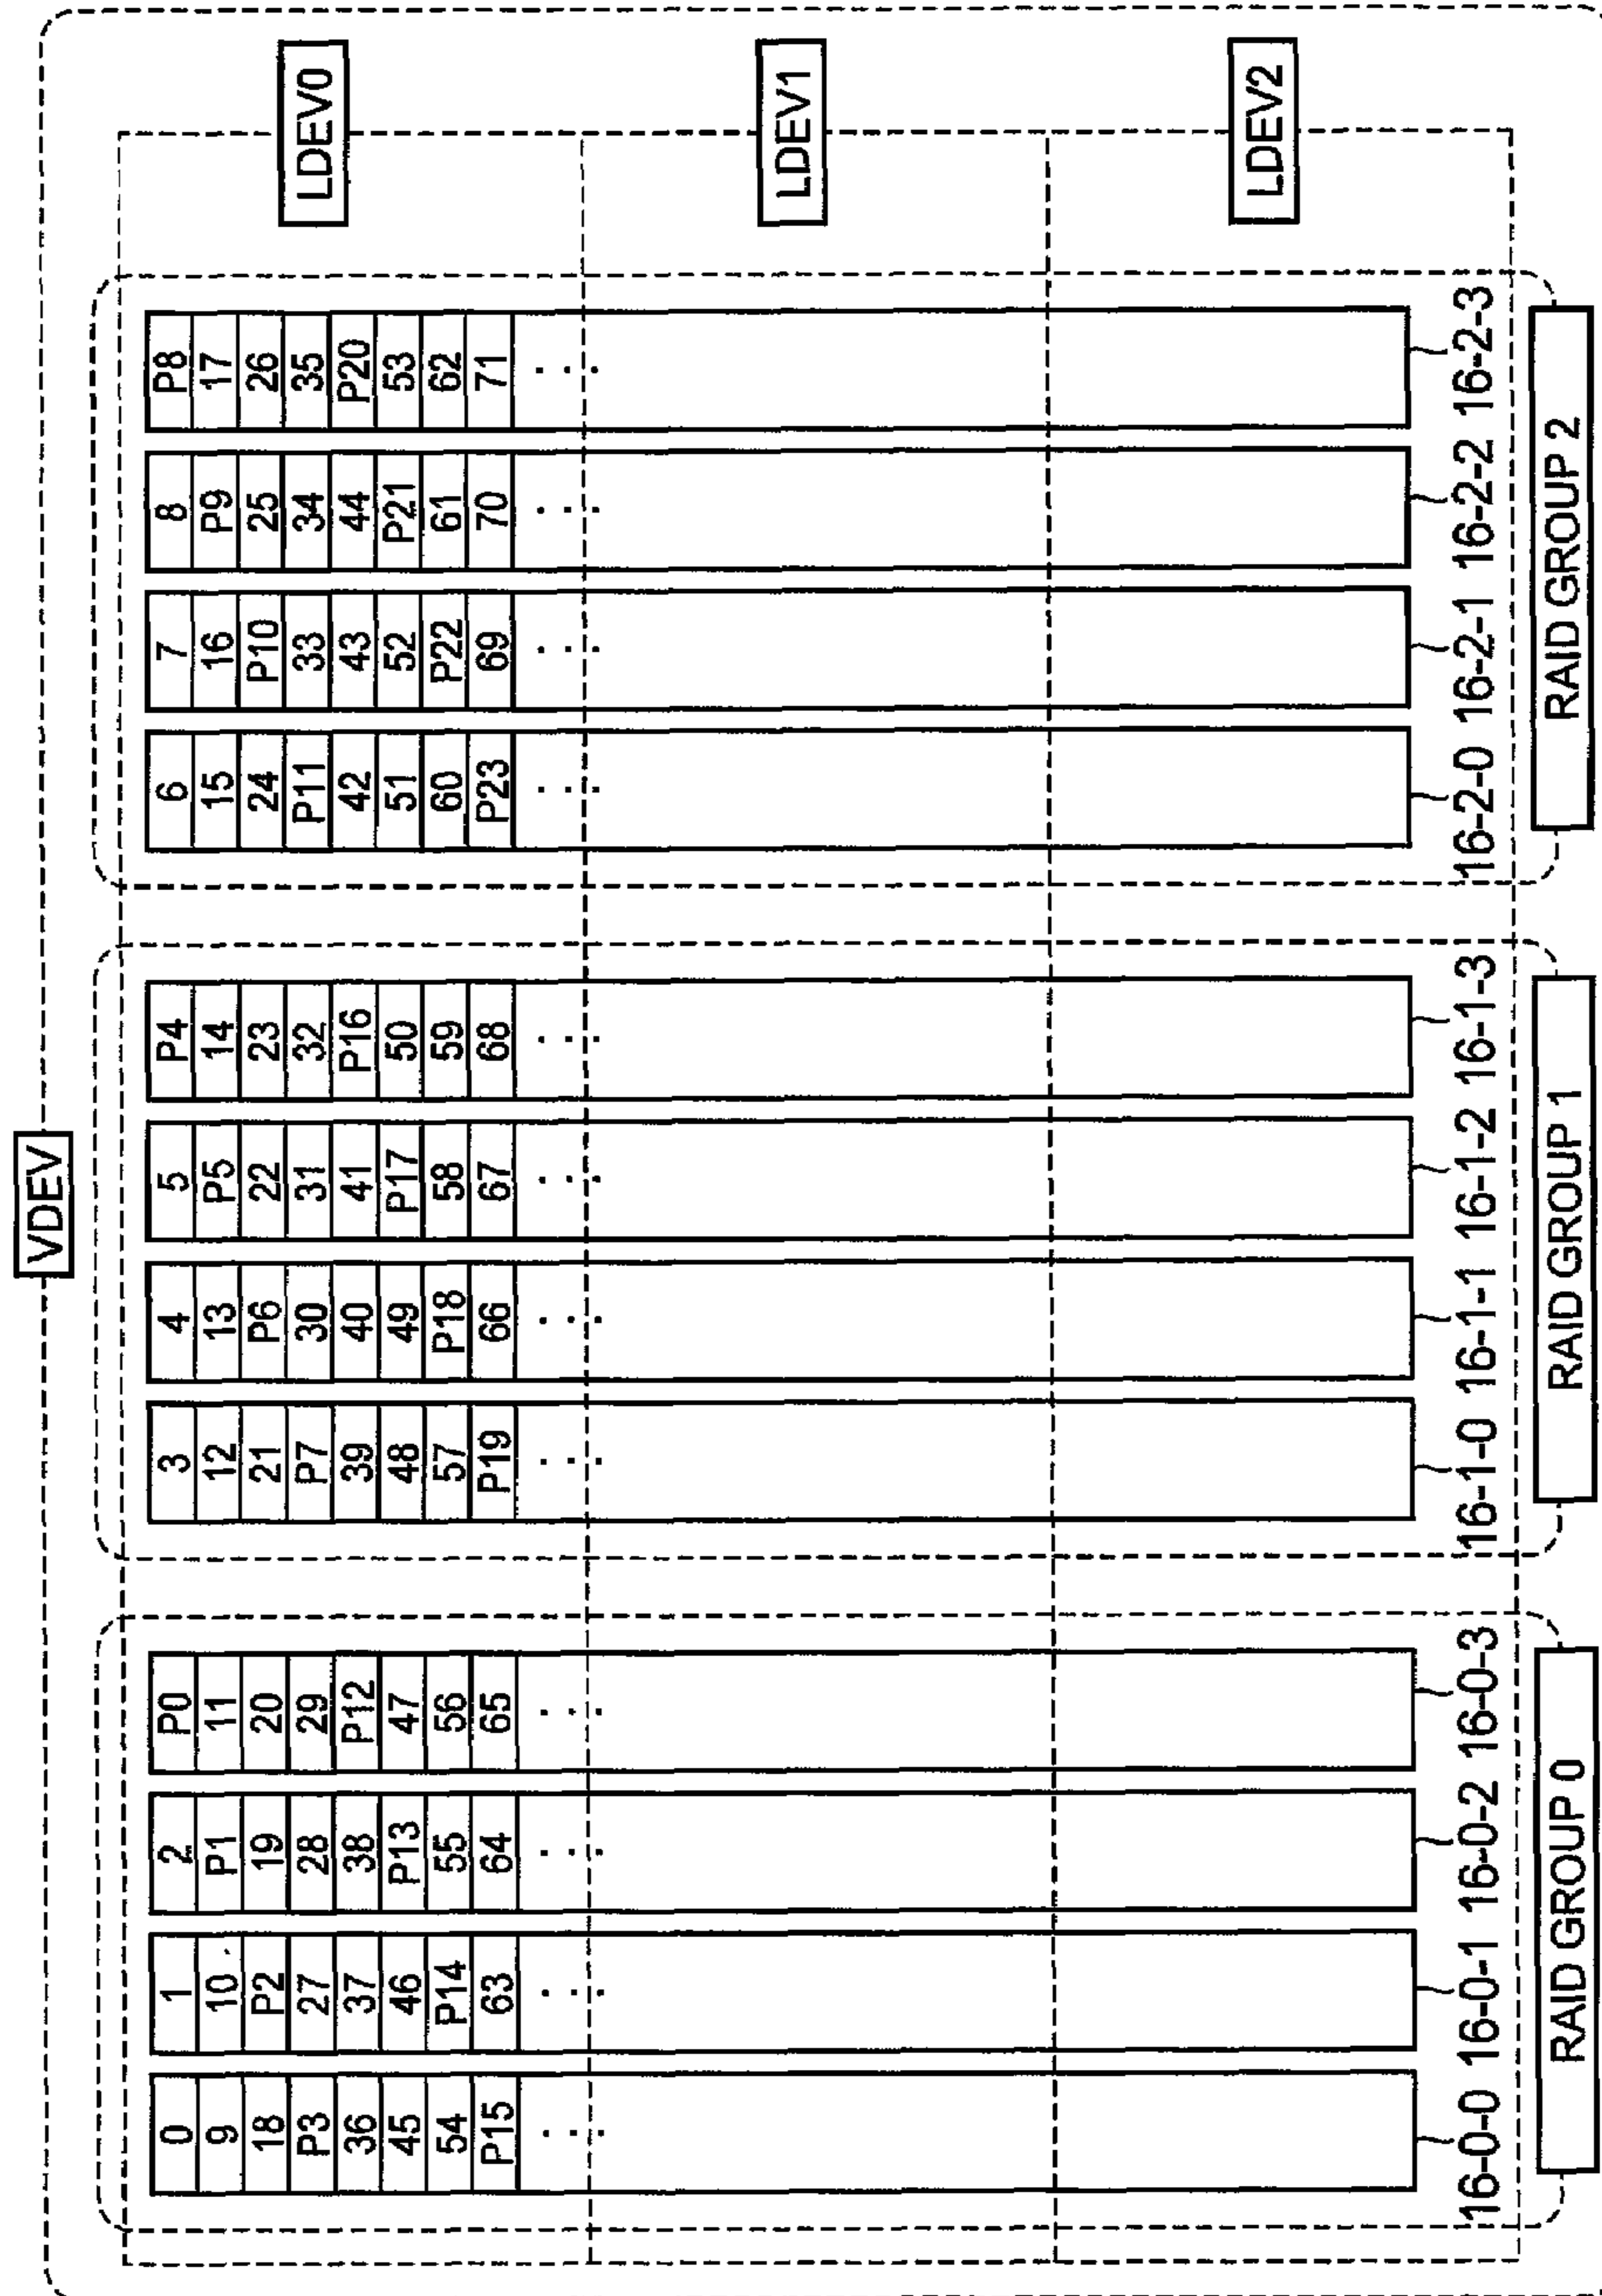 VDEV
0 1 2 P0 3 4 5 P4 6 7 8 P8
9 10 P1 11 12 13 P5 14 15 16 P9 17
18 P2 19 20 21 P6 22 23 24 P10 25 26
P3 27 28 29 P7 30 31 32 P11 33 34 35 LDEV0
36 37 38 P12 39 40 41 P16 42 43 44 P20
45 46 P13 47 48 49 P17 50 51 52 P21 53
54 P14 55 56 57 P18 58 59 60 P22 61 62
P15 63 64 65 P19 66 67 68 P23 69 70 71
... ... ... ... ... ... ... ... ... ... ... ...
LDEV1
LDEV2
16-0-0 16-0-1 16-0-2 16-0-3 16-1-0 16-1-1 16-1-2 16-1-3 16-2-0 16-2-1 16-2-2 16-2-3
RAID GROUP 0 RAID GROUP 1 RAID GROUP 2